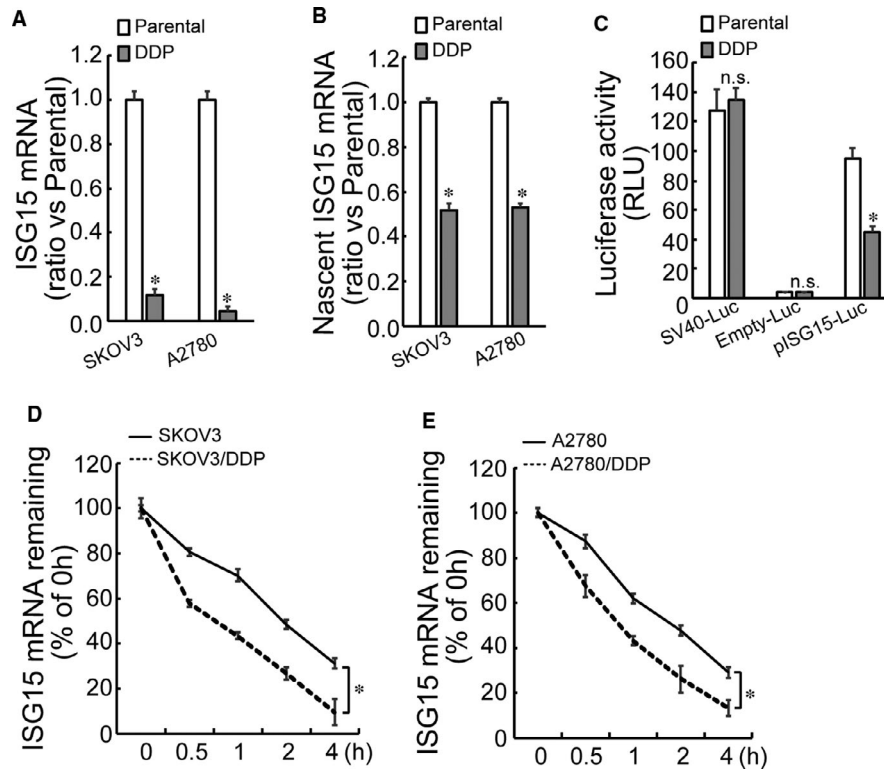 A
Parental
DDP
ISG15 mRNA
(ratio vs Parental)
1.2
1.0
0.8
0.6
0.4
0.2
0.0
*
*
SKOV3
A2780
B
Parental
DDP
Nascent ISG15 mRNA
(ratio vs Parental)
1.2
1.0
0.8
0.6
0.4
0.2
0.0
*
*
SKOV3
A2780
C
Parental
DDP
Luciferase activity
(RLU)
160
140
120
100
80
60
40
20
0
n.s.
n.s.
*
SV40-Luc
Empty-Luc
pISG15-Luc
D
SKOV3
SKOV3/DDP
ISG15 mRNA remaining
(% of 0h)
120
100
80
60
40
20
0
*
0 0.5 1 2 4 (h)
E
A2780
A2780/DDP
ISG15 mRNA remaining
(% of 0h)
120
100
80
60
40
20
0
*
0 0.5 1 2 4 (h)